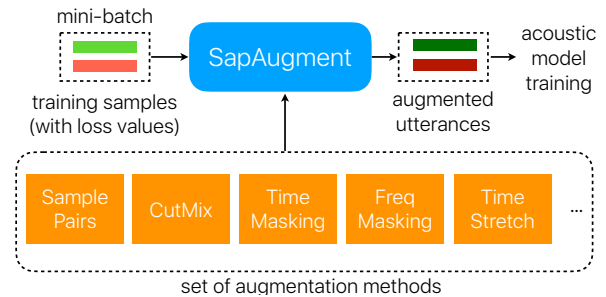 mini-batch
SapAugment
acoustic
model
training
training samples
(with loss values)
augmented
utterances
Sample
Pairs
CutMix
Time
Masking
Freq
Masking
Time
Stretch
...
set of augmentation methods